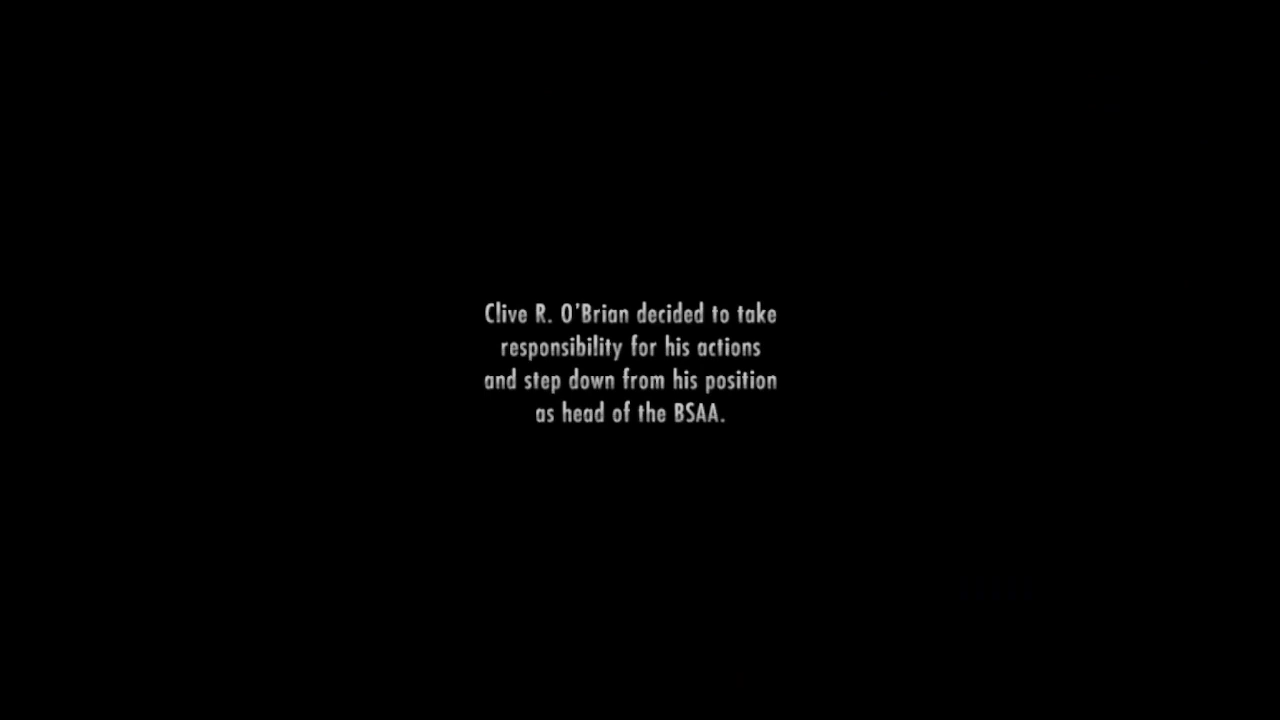 Clive R. O'Brian decided to take
responsibility for his actions
and step down from his position
as head of the BSAA.